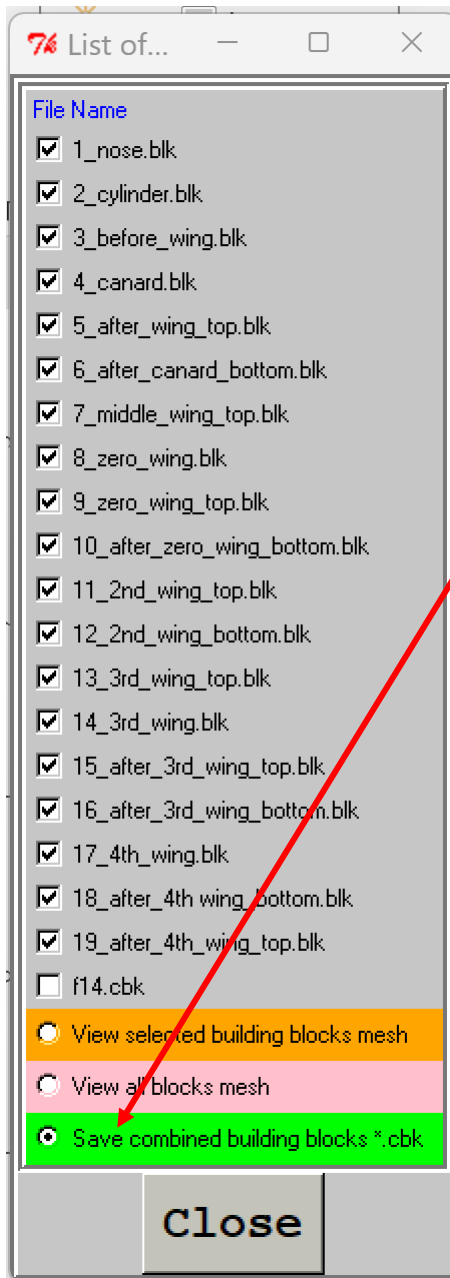 List of...
File Name
1_nose.blk
2_cylinder.blk
3_before_wing.blk
4_canard.blk
5_after_wing_top.blk
6_after_canard_bottom.blk
7_middle_wing_top.blk
8_zero_wing.blk
9_zero_wing_top.blk
10_after_zero_wing_bottom.blk
11_2nd_wing_top.blk
12_2nd_wing_bottom.blk
13_3rd_wing_top.blk
14_3rd_wing.blk
15_after_3rd_wing_top.blk
16_after_3rd_wing_bottom.blk
17_4th_wing.blk
18_after_4th wing_bottom.blk
19_after_4th_wing_top.blk
f14.cbk
View selected building blocks mesh
View all blocks mesh
Save combined building blocks *.cbk
Close